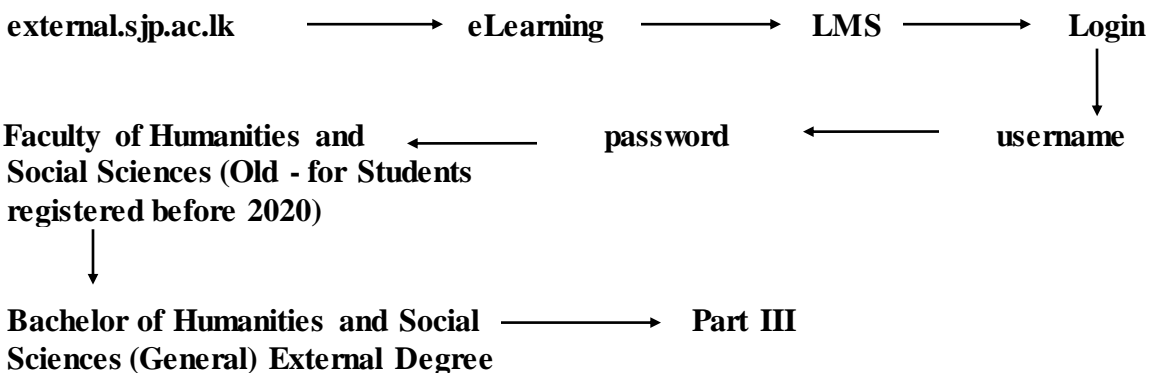 external.sjp.ac.lk eLearning LMS Login
username
password
Faculty of Humanities and
Social Sciences (Old - for Students
registered before 2020)
Bachelor of Humanities and Social
Sciences (General) External Degree
Part III